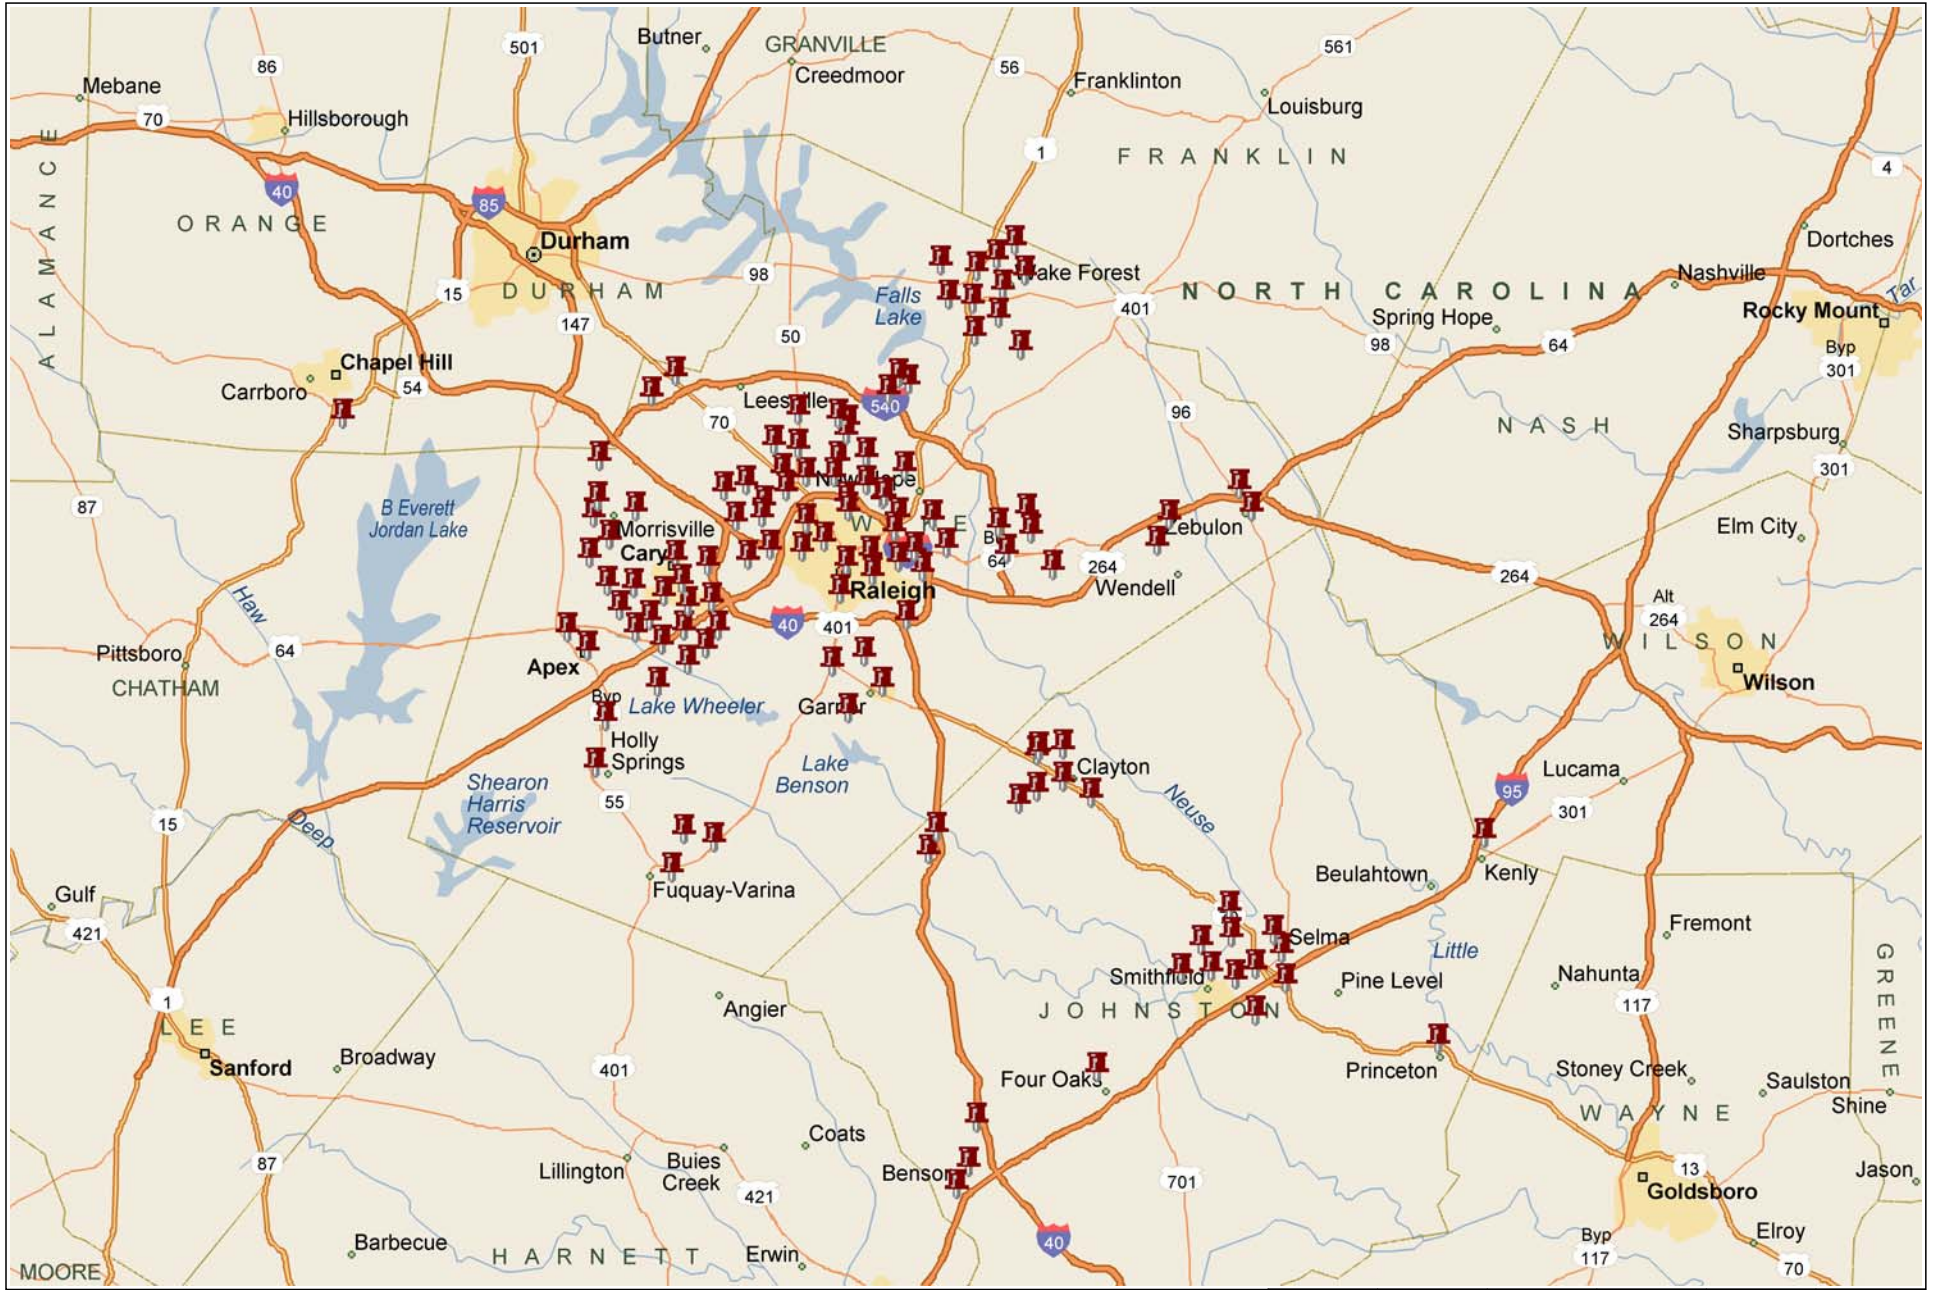 Butner
GRANVILLE
501
561
86
56
Creedmoor
Mebane
Franklinton
Louisburg
70
Hillsborough
1
FRANKLIN
4
ALAMANCE
40
85
ORANGE
Durham
Dortches
98
Lake Forest
Nashville
15
DURHAM
Falls
Lake
401
NORTH CAROLINA
Tar
Rocky Mount
147
50
Spring Hope
98
64
Byp
301
Chapel Hill
Carrboro
54
Leesville
540
70
96
NASH
Sharpsburg
301
New Hope
87
B Everett
Jordan Lake
Morrisville
WAKE
Zebulon
Elm City
Cary
64
264
Wendell
264
Raleigh
Alt
264
Haw
40
401
Pittsboro
64
WILSON
Apex
CHATHAM
Wilson
Byp
Lake Wheeler
Garner
Holly
Springs
Lake
Benson
Clayton
Lucama
Shearon
Harris
Reservoir
55
Neuse
95
301
15
Deep
Beulahtown
Kenly
Gulf
Fuquay-Varina
421
Fremont
Selma
Little
GREENE
Smithfield
Pine Level
Nahunta
1
Angier
JOHNSTON
117
LEE
Broadway
Sanford
401
Four Oaks
Princeton
Stoney Creek
Saulston
Shine
WAYNE
Coats
87
Lillington
Buies
Creek
Benson
421
701
13
Jason
Goldsboro
Barbecue
HARNETT
Erwin
40
Byp
117
Elroy
70
MOORE